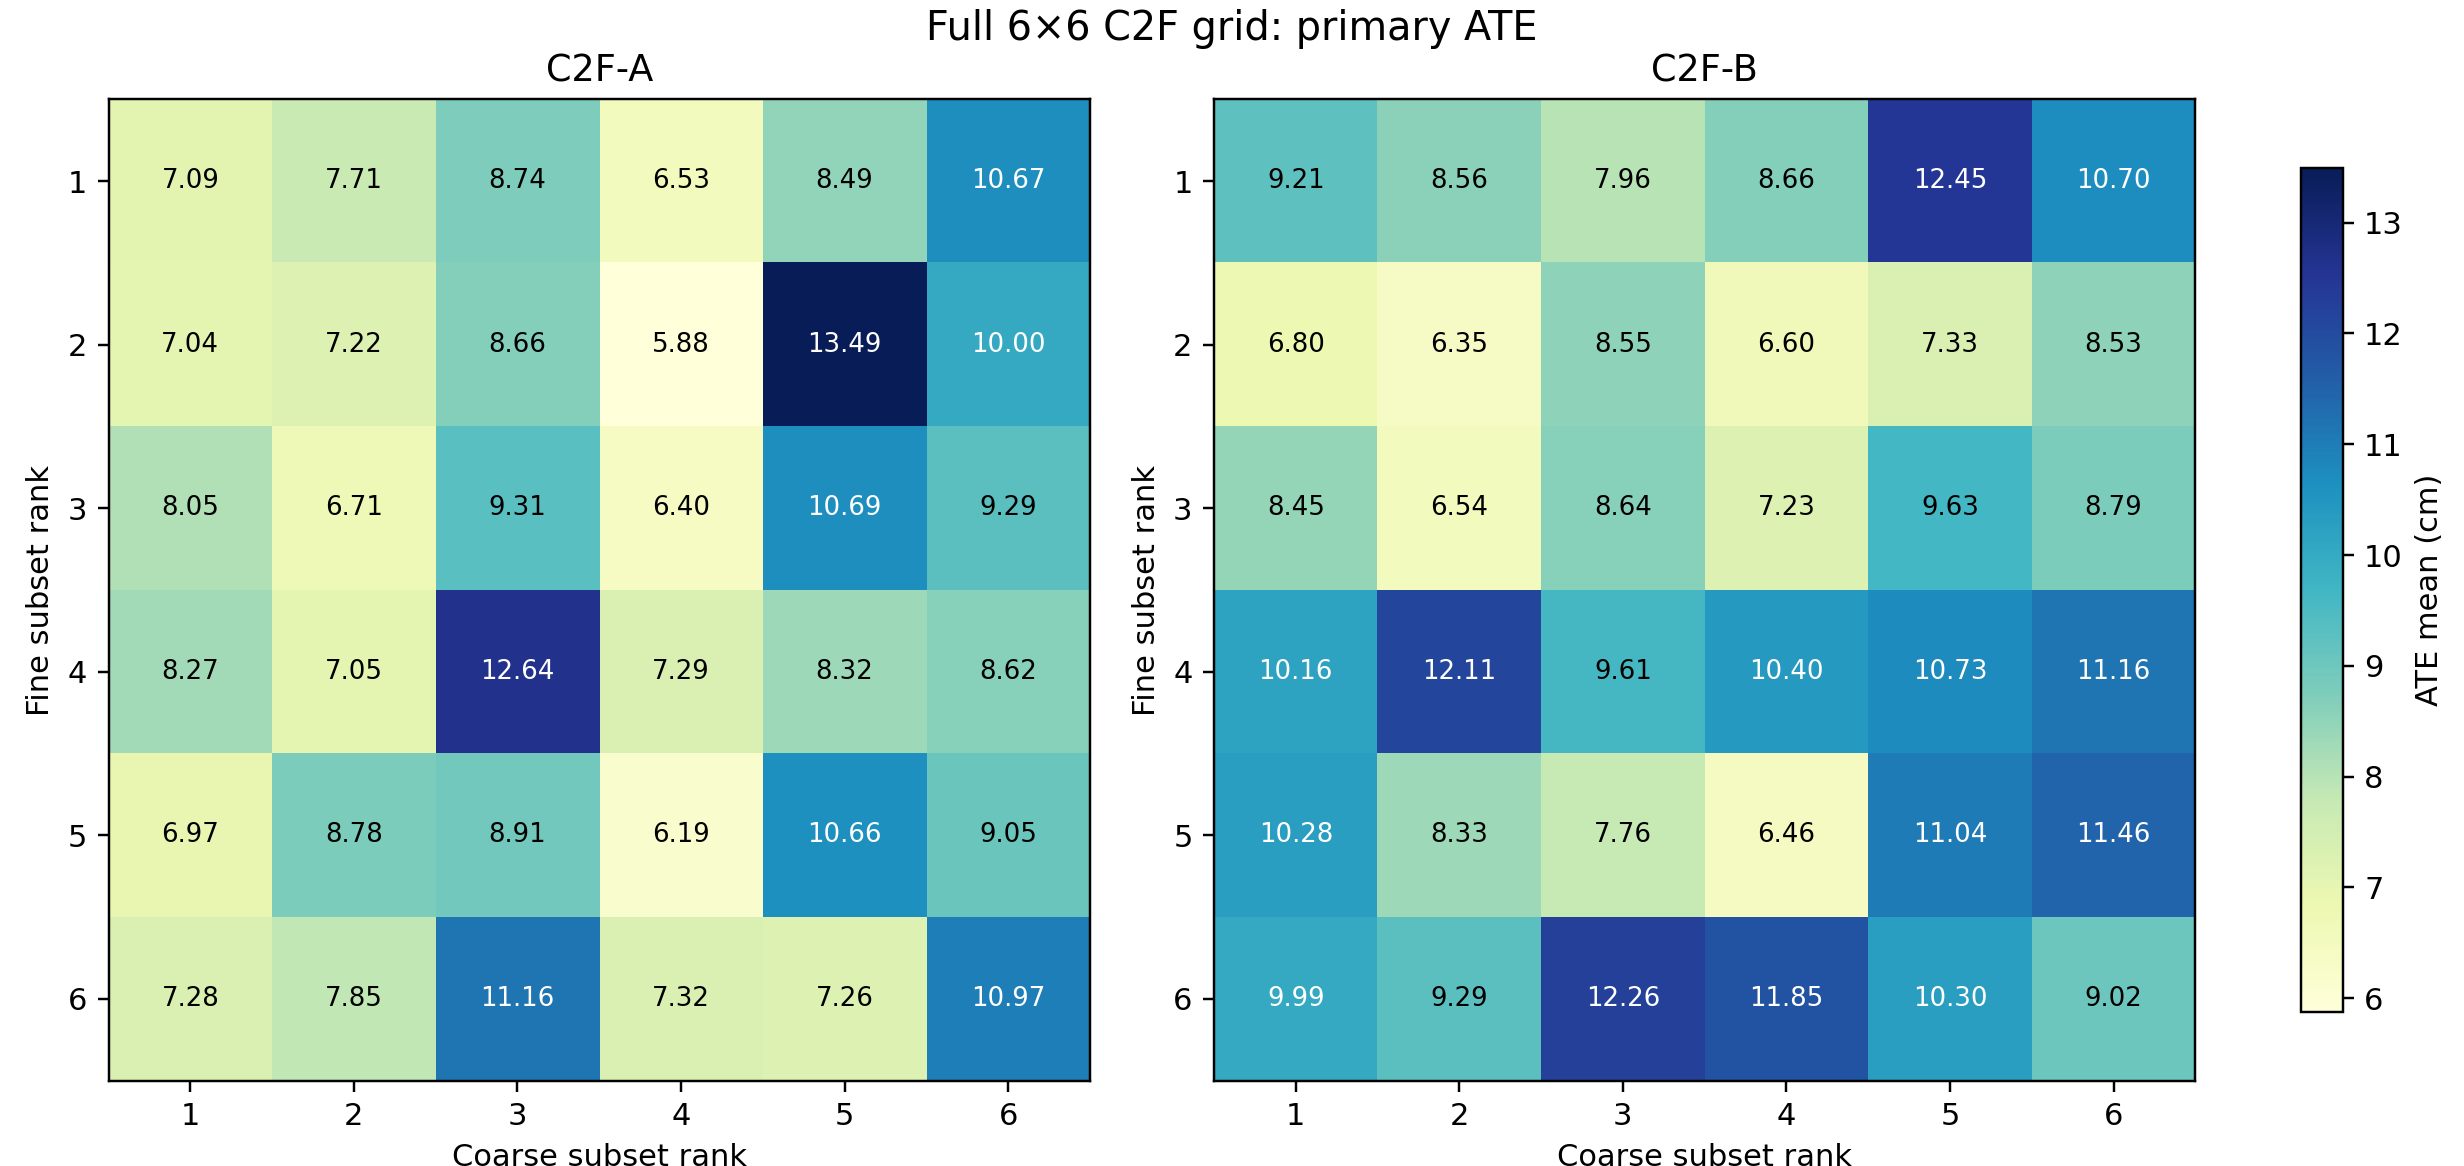 Full 6×6 C2F grid: primary ATE
C2F-A
Fine subset rank
1 7.09 7.71 8.74 6.53 8.49 10.67
2 7.04 7.22 8.66 5.88 13.49 10.00
3 8.05 6.71 9.31 6.40 10.69 9.29
4 8.27 7.05 12.64 7.29 8.32 8.62
5 6.97 8.78 8.91 6.19 10.66 9.05
6 7.28 7.85 11.16 7.32 7.26 10.97
1 2 3 4 5 6
Coarse subset rank
C2F-B
Fine subset rank
1 9.21 8.56 7.96 8.66 12.45 10.70
2 6.80 6.35 8.55 6.60 7.33 8.53
3 8.45 6.54 8.64 7.23 9.63 8.79
4 10.16 12.11 9.61 10.40 10.73 11.16
5 10.28 8.33 7.76 6.46 11.04 11.46
6 9.99 9.29 12.26 11.85 10.30 9.02
1 2 3 4 5 6
Coarse subset rank
13
12
11
10
9
8
7
6
ATE mean (cm)